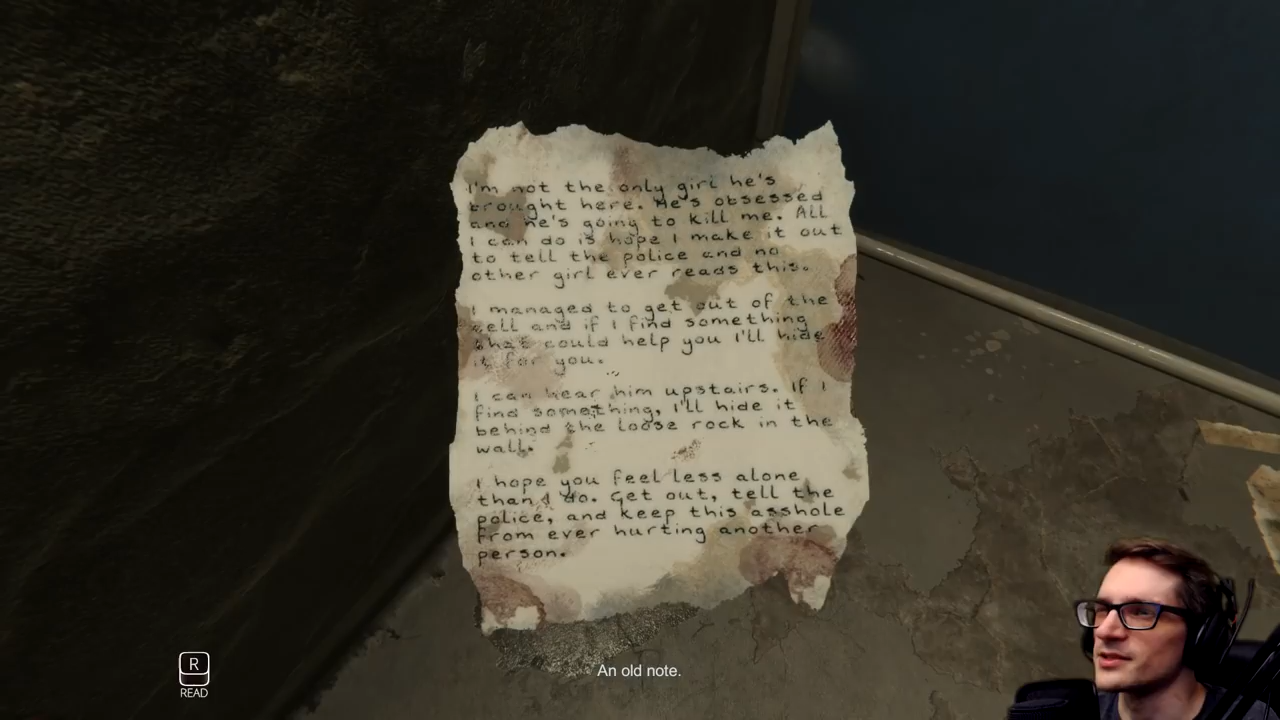 I'm not the only girl he's
brought here. He's obsessed
and he's going to kill me. All
I can do is hope I make it out
to tell the police and no
other girl ever reads this.
I managed to get out of the
cell and if I find something
that could help you I'll hide
it for you.
I can hear him upstairs. If I
find something, I'll hide it
behind the loose rock in the
wall.
I hope you feel less alone
than I do. Get out, tell the
police, and keep this asshole
from ever hurting another
person.
An old note.
R
READ